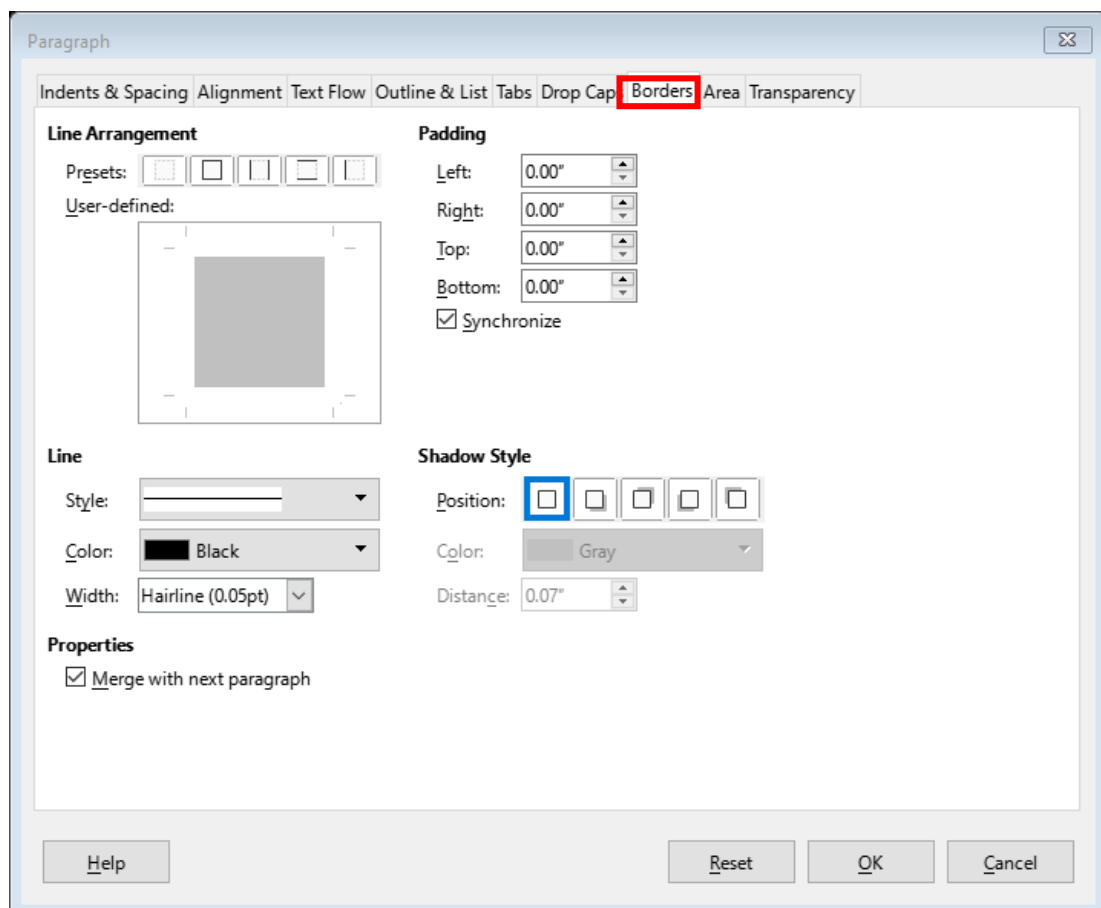 Paragraph
Indents & Spacing Alignment Text Flow Outline & List Tabs Drop Caps Borders Area Transparency
Line Arrangement
Presets:
User-defined:
Padding
Left: 0.00"
Right: 0.00"
Top: 0.00"
Bottom: 0.00"
Synchronize
Line
Style:
Color: Black
Width: Hairline (0.05pt)
Shadow Style
Position:
Color: Gray
Distance: 0.07"
Properties
Merge with next paragraph
Help Reset OK Cancel